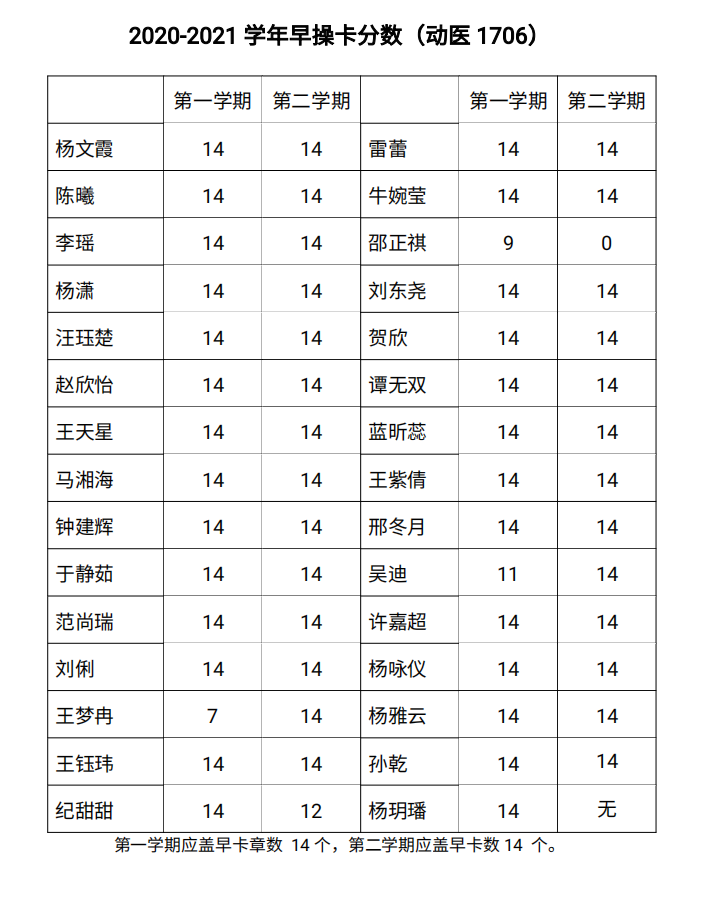 2020-2021 学年早操卡分数（动医 1706）
第一学期 第二学期 第一学期 第二学期
杨文霞 14 14 雷蕾 14 14
陈曦 14 14 牛婉莹 14 14
李瑶 14 14 邵正祺 9 0
杨潇 14 14 刘东尧 14 14
汪珏楚 14 14 贺欣 14 14
赵欣怡 14 14 谭无双 14 14
王天星 14 14 蓝昕蕊 14 14
马湘海 14 14 王紫倩 14 14
钟建辉 14 14 邢冬月 14 14
于静茹 14 14 吴迪 11 14
范尚瑞 14 14 许嘉超 14 14
刘俐 14 14 杨咏仪 14 14
王梦冉 7 14 杨雅云 14 14
王钰玮 14 14 孙乾 14 14
纪甜甜 14 12 杨玥璠 14 无
第一学期应盖早卡章数 14 个，第二学期应盖早卡数 14 个。